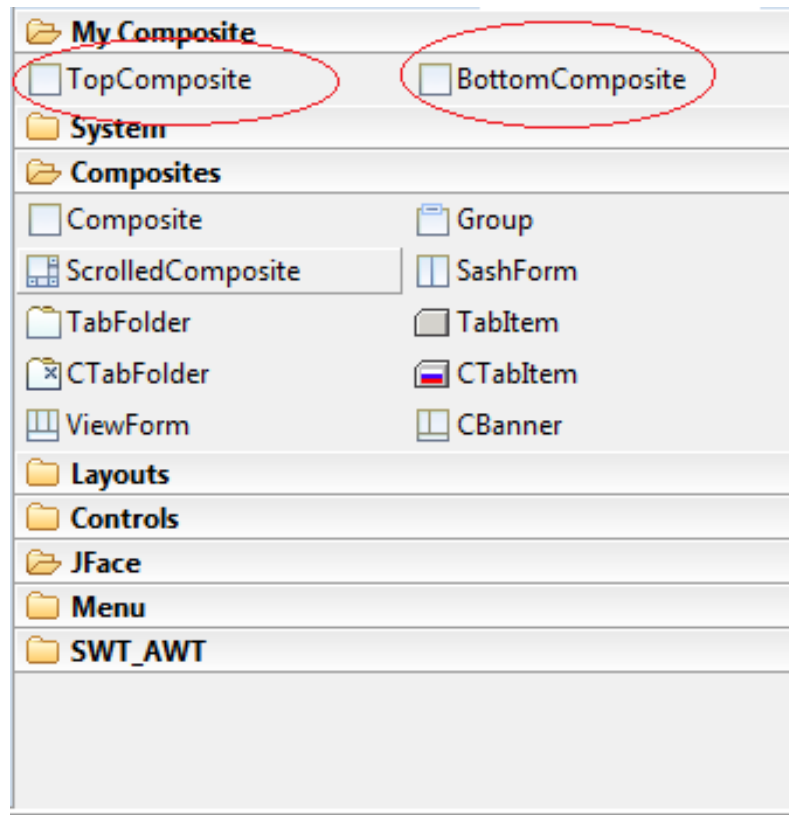 My Composite
TopComposite BottomComposite
System
Composites
Composite Group
ScrolledComposite SashForm
TabFolder TabItem
CTabFolder CTabItem
ViewForm CBanner
Layouts
Controls
JFace
Menu
SWT_AWT